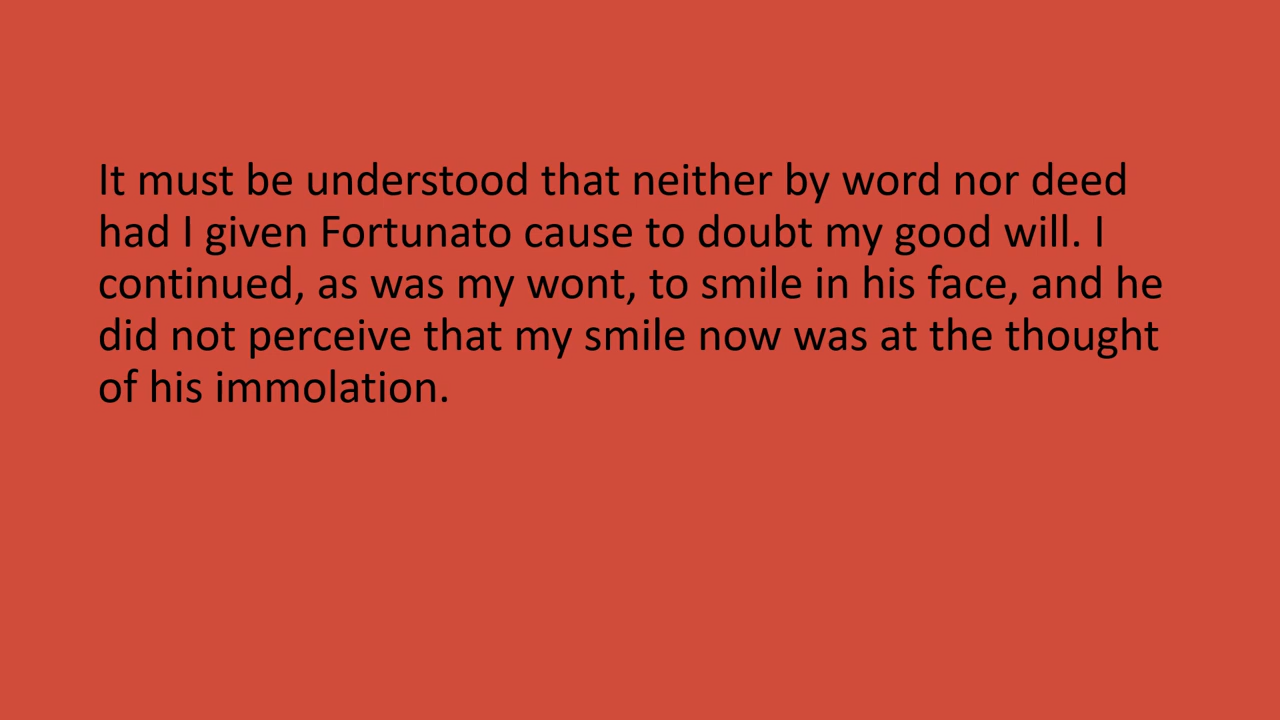 It must be understood that neither by word nor deed
had I given Fortunato cause to doubt my good will. I
continued, as was my wont, to smile in his face, and he
did not perceive that my smile now was at the thought
of his immolation.